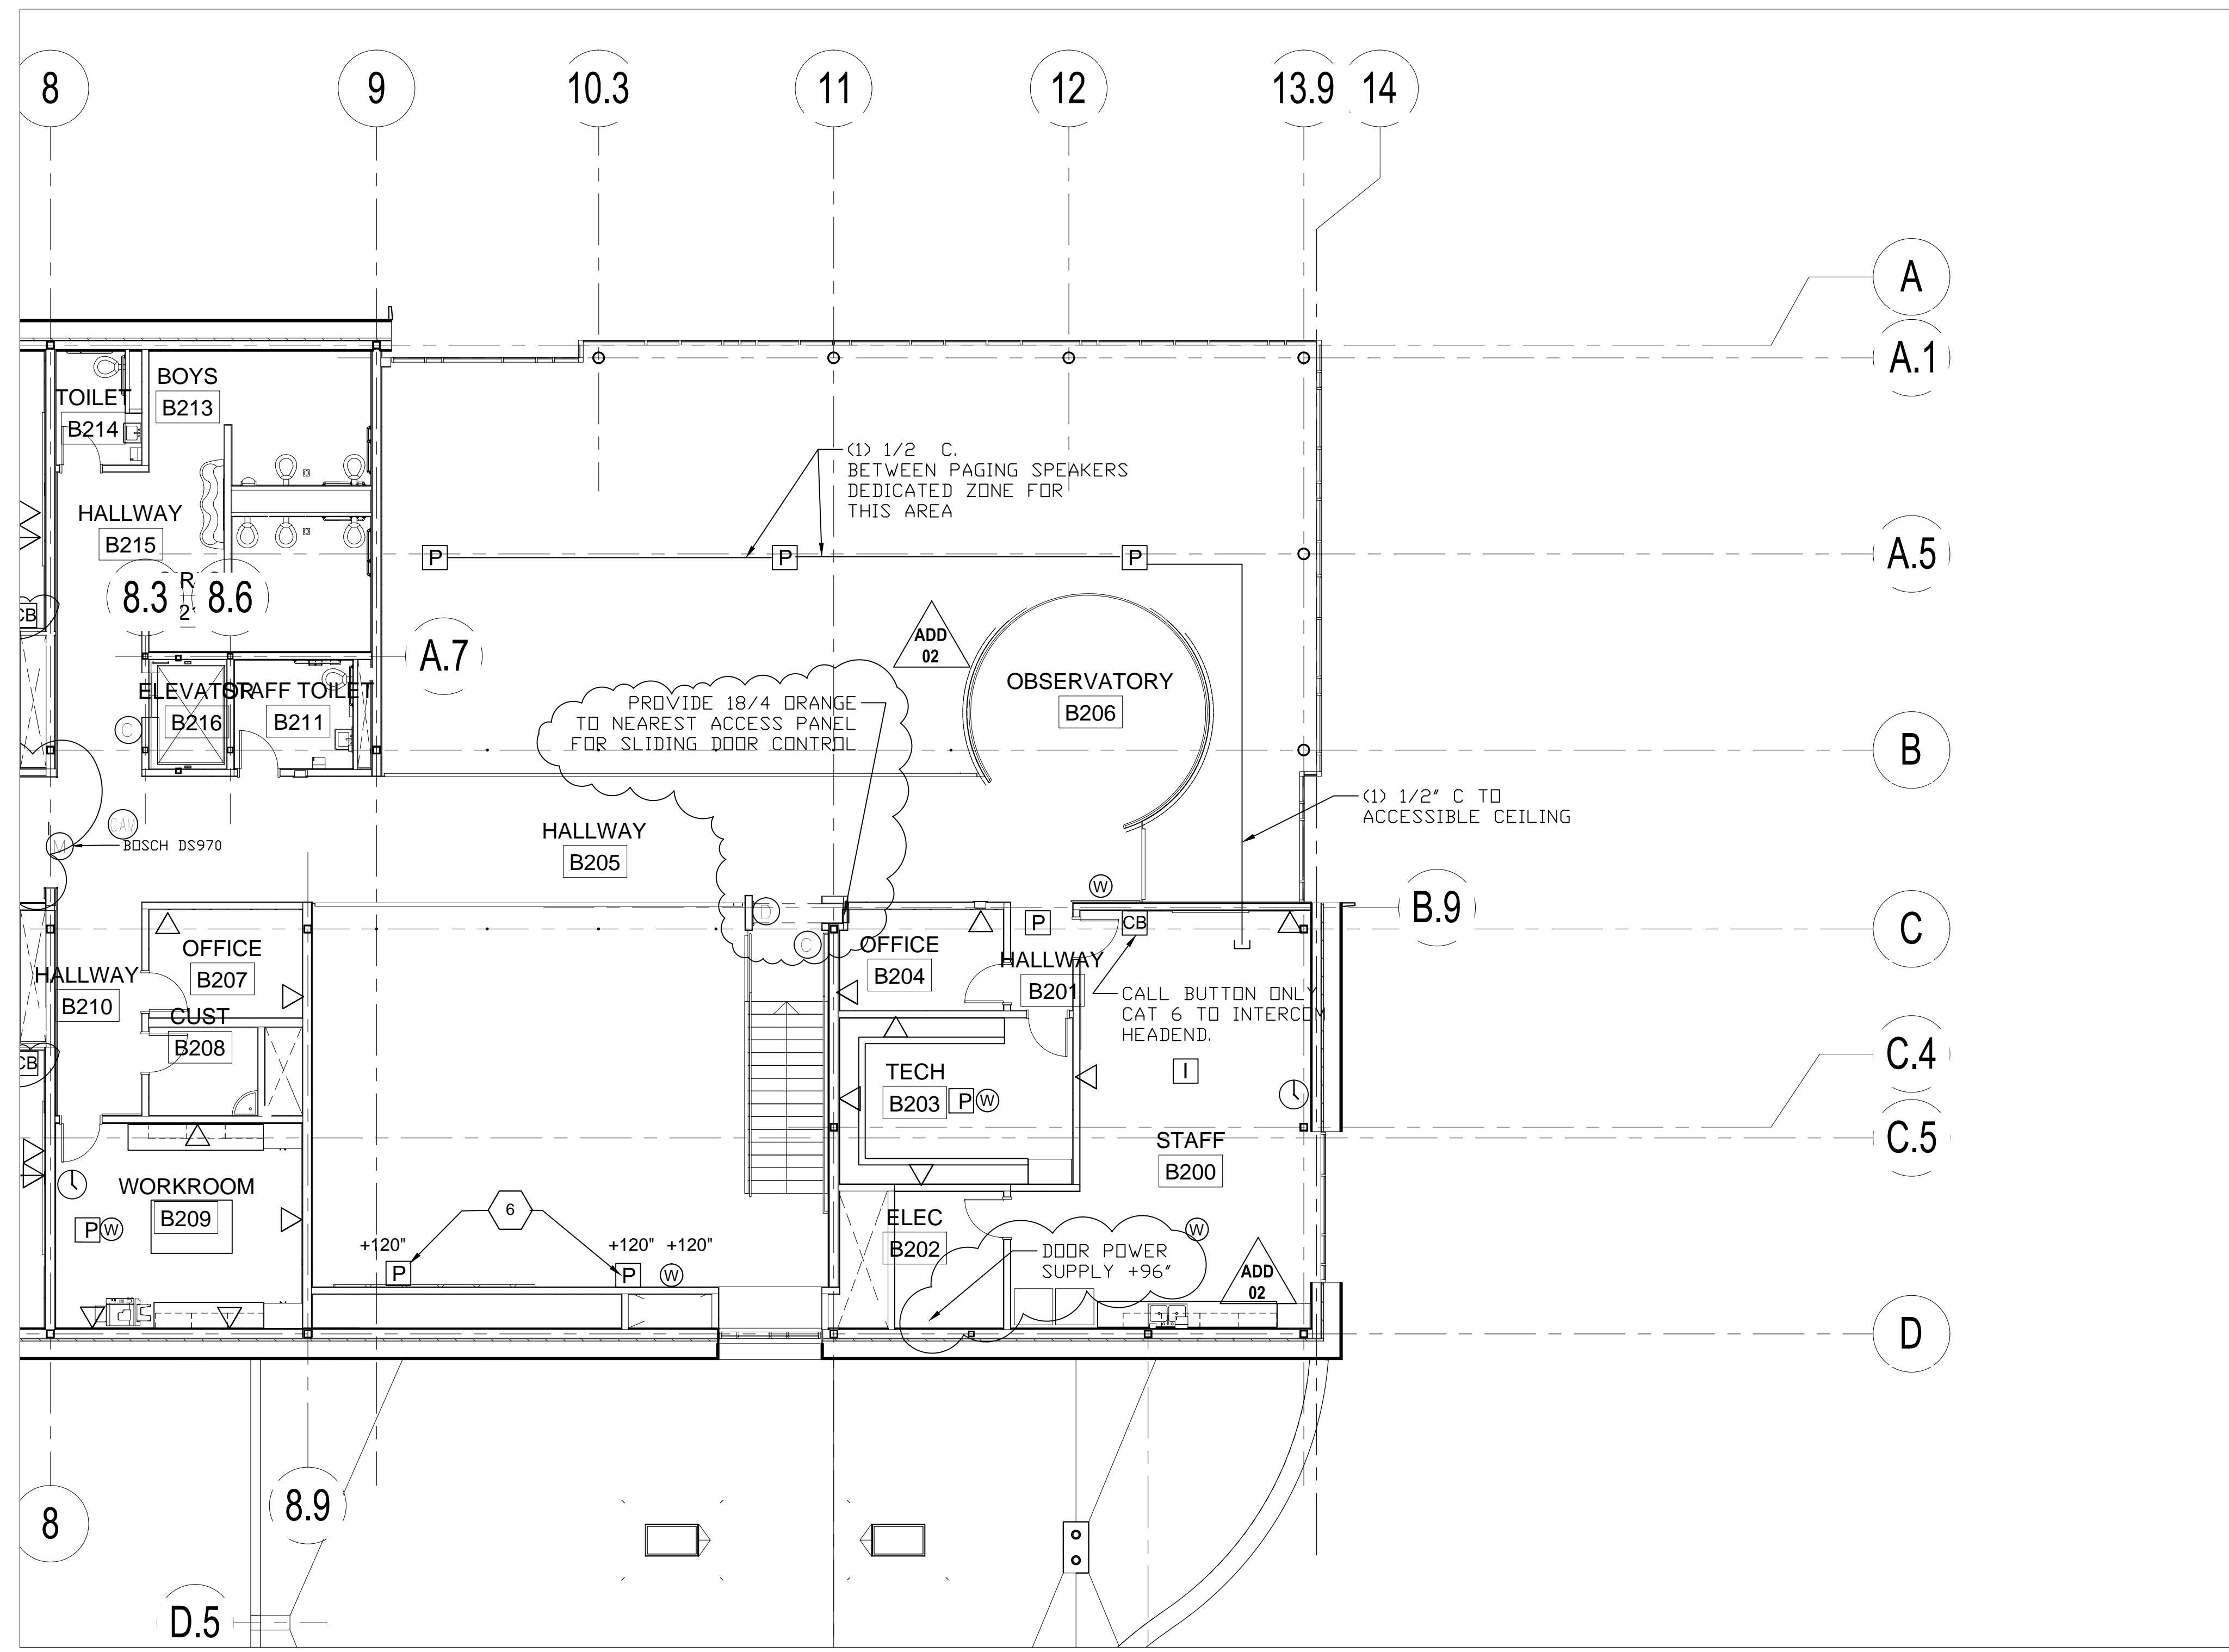 8
9
10.3
11
12
13.9
14
A
A.1
A.5
B
B.9
C
C.4
C.5
D
BOYS
B213
TOILET
B214
HALLWAY
B215
8.3
8.6
A.7
CB
ELEVATOR
B216
STAFF TOILET
B211
C
CAM
M
BOSCH DS970
(1) 1/2 C.
BETWEEN PAGING SPEAKERS
DEDICATED ZONE FOR
THIS AREA
P
P
P
ADD
02
PROVIDE 18/4 ORANGE
TO NEAREST ACCESS PANEL
FOR SLIDING DOOR CONTROL
OBSERVATORY
B206
(1) 1/2" C TO
ACCESSIBLE CEILING
HALLWAY
B205
D
C
W
P
CB
OFFICE
B207
HALLWAY
B210
CUST
B208
CB
OFFICE
B204
HALLWAY
B201
CALL BUTTON ONLY
CAT 6 TO INTERCOM
HEADEND.
I
TECH
B203
P
W
STAFF
B200
WORKROOM
B209
P
W
6
+120"
+120"
+120"
P
P
W
ELEC
B202
W
DOOR POWER
SUPPLY +96"
ADD
02
8
8.9
D.5